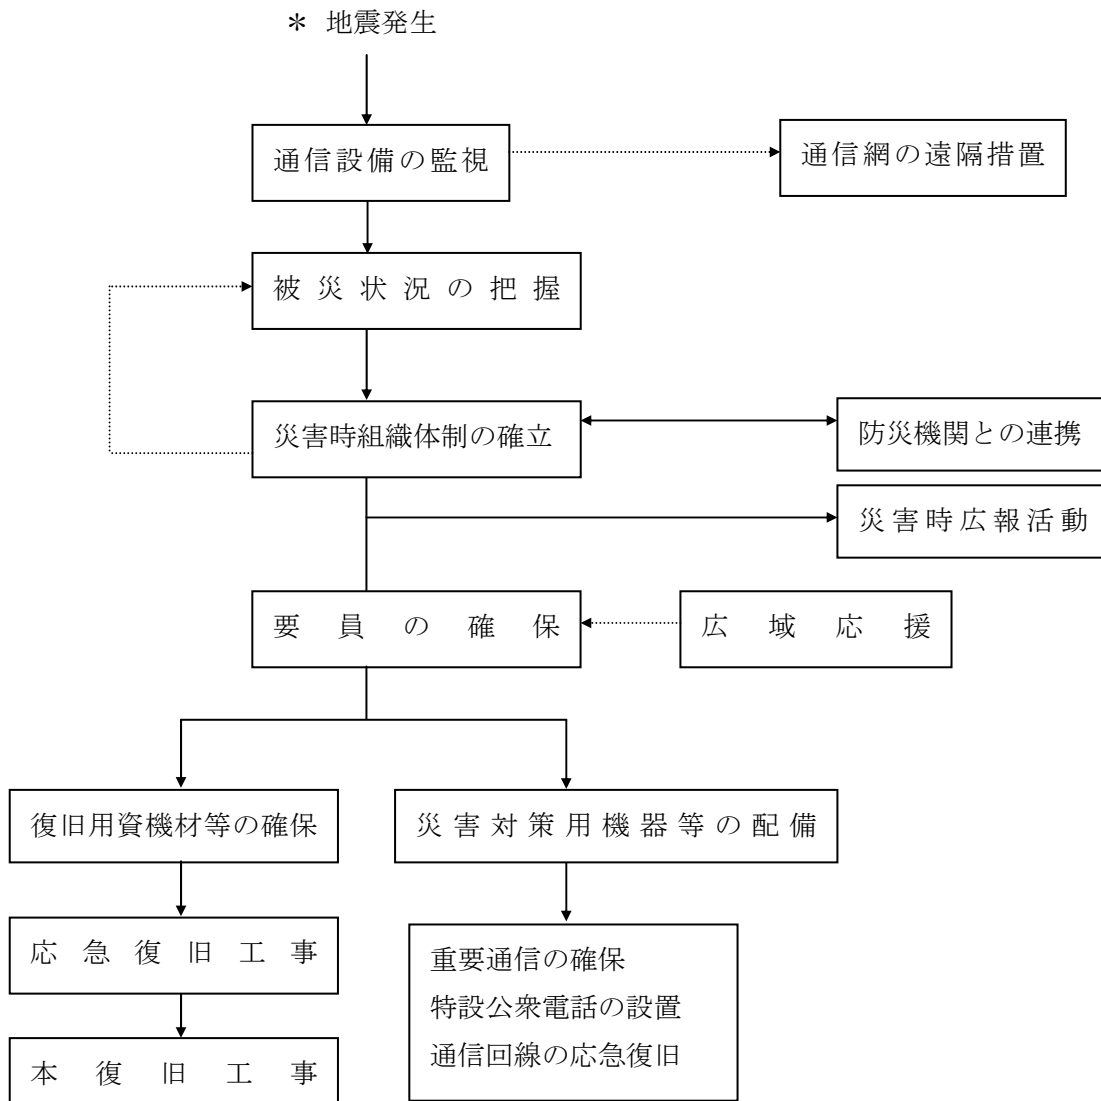 ＊ 地震発生
通信設備の監視
通信網の遠隔措置
被災状況の把握
災害時組織体制の確立
防災機関との連携
災害時広報活動
要員の確保
広域応援
復旧用資機材等の確保
災害対策用機器等の配備
応急復旧工事
重要通信の確保
特設公衆電話の設置
通信回線の応急復旧
本復旧工事